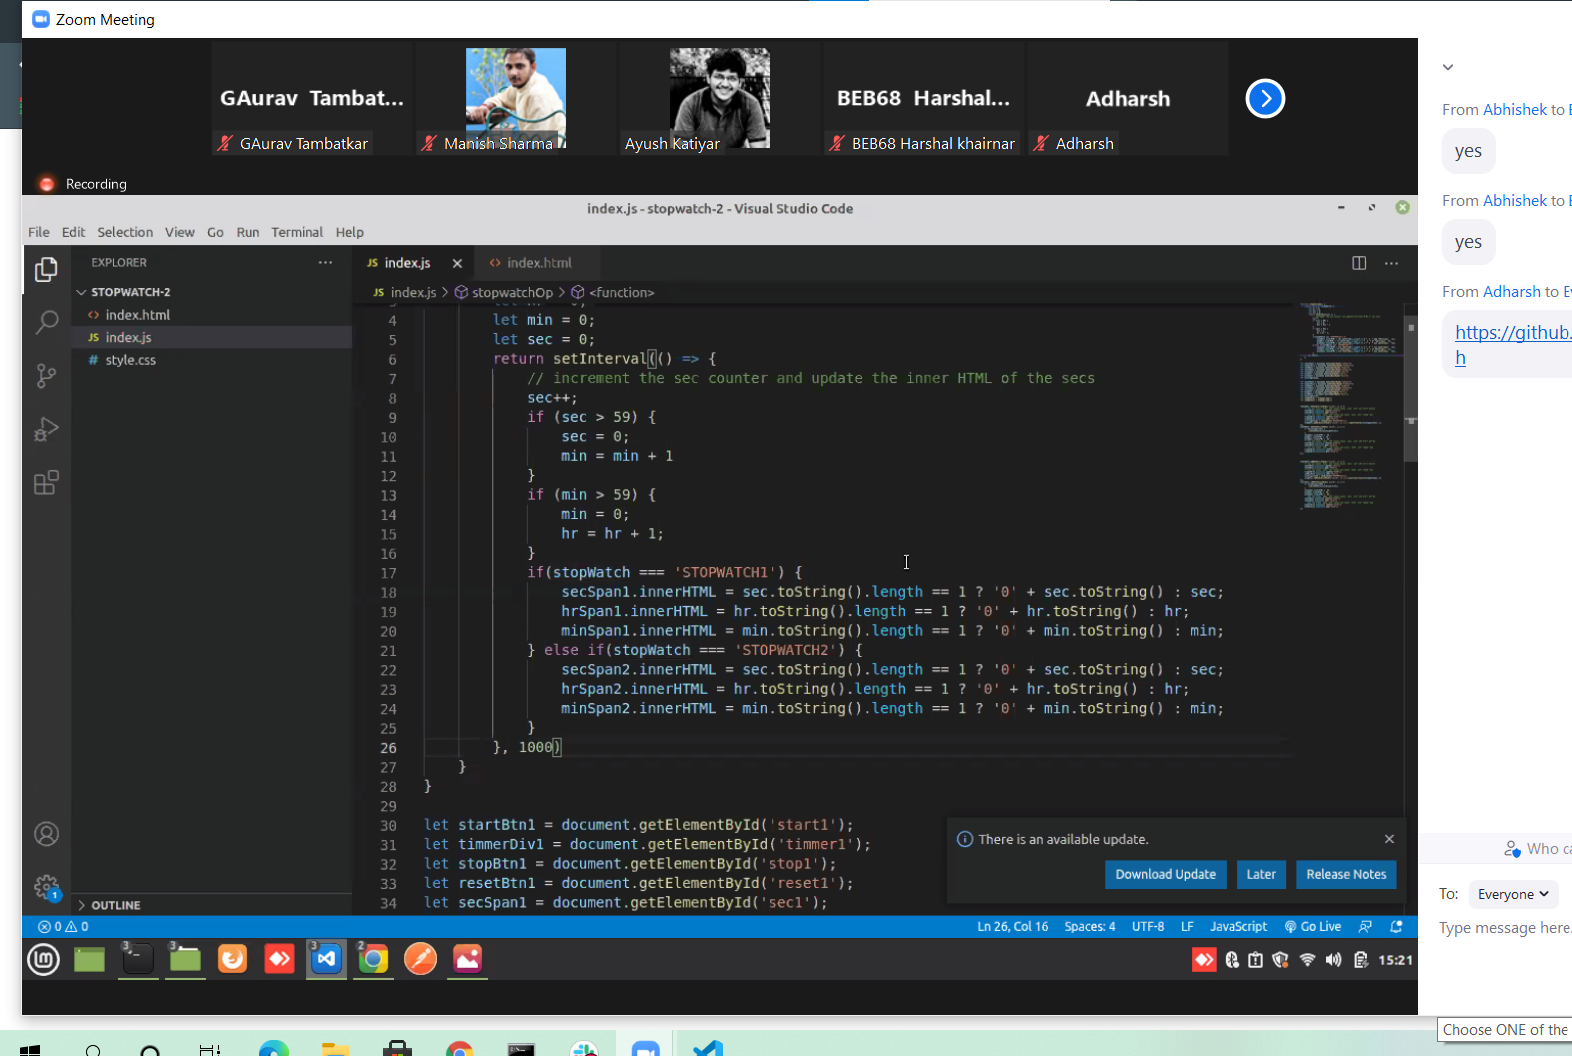 Zoom Meeting
GAurav Tambat...
BEB68 Harshal...
Adharsh
GAurav Tambatkar
Manish Sharma
Ayush Katiyar
BEB68 Harshal khairnar
Adharsh
Recording
index.js - stopwatch-2 - Visual Studio Code
File Edit Selection View Go Run Terminal Help
EXPLORER
STOPWATCH-2
index.html
JS index.js
# style.css
OUTLINE
JS index.js
index.html
JS index.js > stopwatchOp > <function>
4 let min = 0;
5 let sec = 0;
6 return setInterval(() => {
7 // increment the sec counter and update the inner HTML of the secs
8 sec++;
9 if (sec > 59) {
10 sec = 0;
11 min = min + 1
12 }
13 if (min > 59) {
14 min = 0;
15 hr = hr + 1;
16 }
17 if(stopWatch === 'STOPWATCH1') {
18 secSpan1.innerHTML = sec.toString().length == 1 ? '0' + sec.toString() : sec;
19 hrSpan1.innerHTML = hr.toString().length == 1 ? '0' + hr.toString() : hr;
20 minSpan1.innerHTML = min.toString().length == 1 ? '0' + min.toString() : min;
21 } else if(stopWatch === 'STOPWATCH2') {
22 secSpan2.innerHTML = sec.toString().length == 1 ? '0' + sec.toString() : sec;
23 hrSpan2.innerHTML = hr.toString().length == 1 ? '0' + hr.toString() : hr;
24 minSpan2.innerHTML = min.toString().length == 1 ? '0' + min.toString() : min;
25 }
26 }, 1000)
27 }
28 }
29
30 let startBtn1 = document.getElementById('start1');
31 let timmerDiv1 = document.getElementById('timmer1');
32 let stopBtn1 = document.getElementById('stop1');
33 let resetBtn1 = document.getElementById('reset1');
34 let secSpan1 = document.getElementById('sec1');
There is an available update.
Download Update
Later
Release Notes
1
0 0
Ln 26, Col 16 Spaces: 4 UTF-8 LF JavaScript Go Live
3 3 3 2
15:21
From Abhishek to
yes
From Abhishek to
yes
From Adharsh to
https://github.
h
Who
To: Everyone
Type message here.
Choose ONE of the